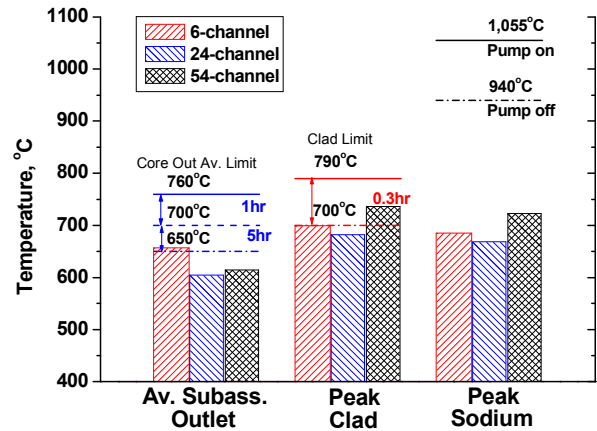 1100
1000
900
800
700
600
500
400
Temperature, °C
6-channel
24-channel
54-channel
1,055°C
Pump on
940°C
Pump off
Core Out Av. Limit
760°C
1hr
700°C
650°C
5hr
Clad Limit
790°C
0.3hr
700°C
Av. Subass.
Outlet
Peak
Clad
Peak
Sodium